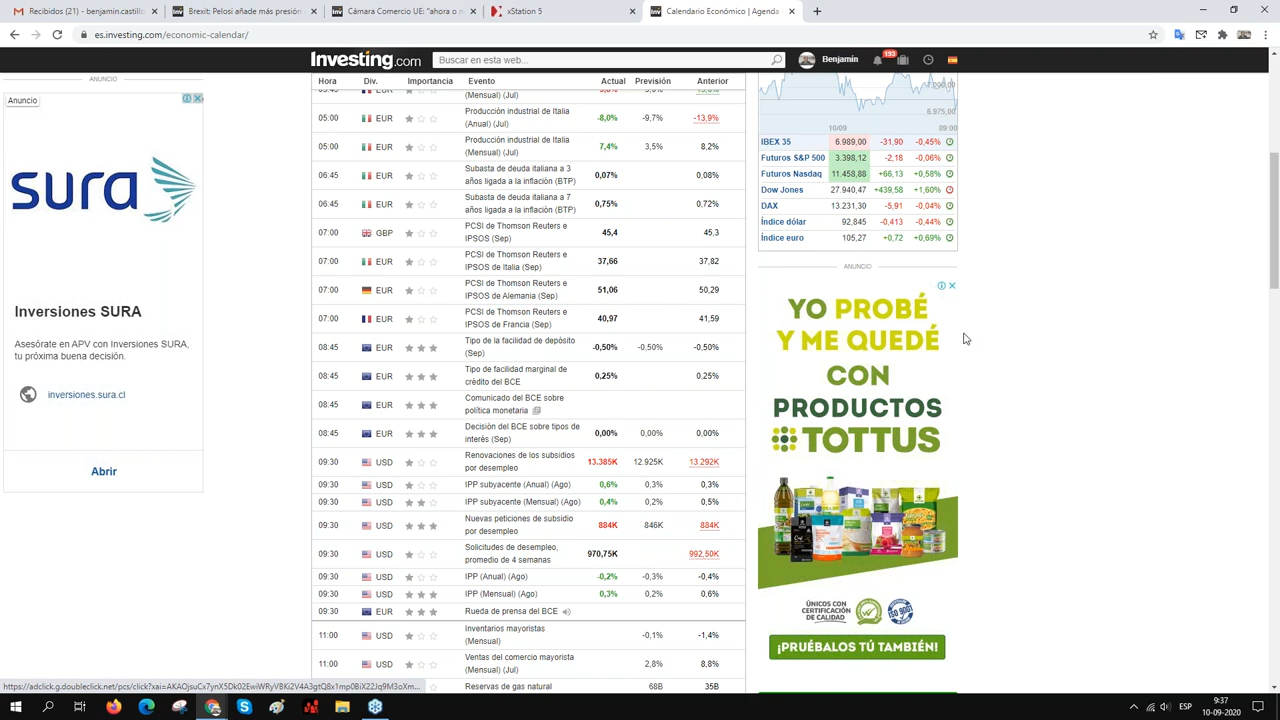 Recibidos (21) - benjamin.castillo
Brexit: Pelosi añade más presión
Cámara Comercio UE: "ahora o n
xStation 5
Calendario Económico | Agenda
es.investing.com/economic-calendar/
Investing.com
Buscar en esta web...
Benjamín
193
ANUNCIO
Anuncio
sura
Inversiones SURA
Asesórate en APV con Inversiones SURA,
tu próxima buena decisión.
inversiones.sura.cl
Abrir
Hora Div. Importancia Evento Actual Previsión Anterior
(Mensual) (Jul)
05:00 EUR Producción industrial de Italia
(Anual) (Jul) -8,0% -9,7% -13,9%
05:00 EUR Producción industrial de Italia
(Mensual) (Jul) 7,4% 3,5% 8,2%
06:45 EUR Subasta de deuda italiana a 3
años ligada a la inflación (BTP) 0,07% 0,08%
06:45 EUR Subasta de deuda italiana a 7
años ligada a la inflación (BTP) 0,75% 0,72%
07:00 GBP PCSI de Thomson Reuters e
IPSOS (Sep) 45,4 45,3
07:00 EUR PCSI de Thomson Reuters e
IPSOS de Italia (Sep) 37,66 37,82
07:00 EUR PCSI de Thomson Reuters e
IPSOS de Alemania (Sep) 51,06 50,29
07:00 EUR PCSI de Thomson Reuters e
IPSOS de Francia (Sep) 40,97 41,59
08:45 EUR Tipo de la facilidad de depósito
(Sep) -0,50% -0,50% -0,50%
08:45 EUR Tipo de facilidad marginal de
crédito del BCE 0,25% 0,25%
08:45 EUR Comunicado del BCE sobre
política monetaria
08:45 EUR Decisión del BCE sobre tipos de
interés (Sep) 0,00% 0,00% 0,00%
09:30 USD Renovaciones de los subsidios
por desempleo 13.385K 12.925K 13.292K
09:30 USD IPP subyacente (Anual) (Ago) 0,6% 0,3% 0,3%
09:30 USD IPP subyacente (Mensual) (Ago) 0,4% 0,2% 0,5%
09:30 USD Nuevas peticiones de subsidio
por desempleo 884K 846K 884K
09:30 USD Solicitudes de desempleo,
promedio de 4 semanas 970,75K 992,50K
09:30 USD IPP (Anual) (Ago) -0,2% -0,3% -0,4%
09:30 USD IPP (Mensual) (Ago) 0,3% 0,2% 0,6%
09:30 EUR Rueda de prensa del BCE
11:00 USD Inventarios mayoristas
(Mensual) -0,1% -1,4%
11:00 USD Ventas del comercio mayorista
(Mensual) (Jul) 2,8% 8,8%
Reservas de gas natural 68B 35B
6.975,00
10/09 09:00
IBEX 35 6.989,00 -31,90 -0,45%
Futuros S&P 500 3.398,12 -2,18 -0,06%
Futuros Nasdaq 11.458,88 +66,13 +0,58%
Dow Jones 27.940,47 +439,58 +1,60%
DAX 13.231,30 -5,91 -0,04%
Índice dólar 92,845 -0,413 -0,44%
Índice euro 105,27 +0,72 +0,69%
ANUNCIO
YO PROBÉ
Y ME QUEDÉ
CON
PRODUCTOS
TOTTUS
ÚNICOS CON
CERTIFICACIÓN
DE CALIDAD
ISO 9001
¡PRUÉBALOS TÚ TAMBIÉN!
ESP
9:37
10-09-2020